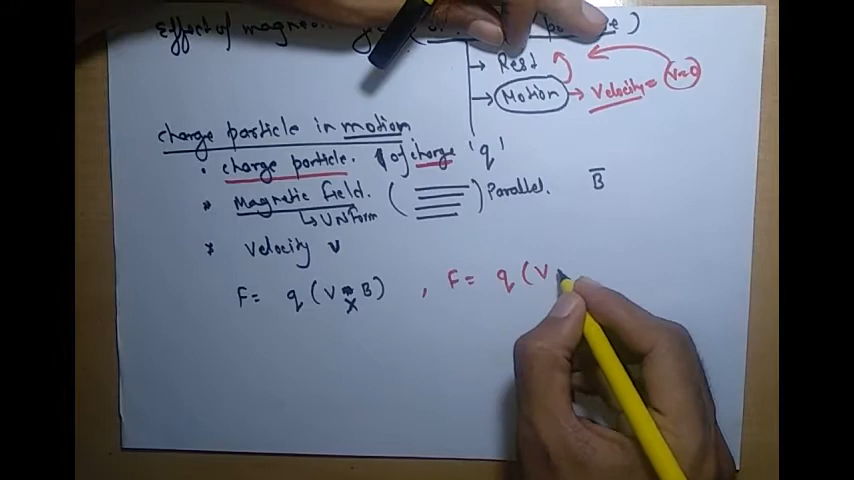 Effect of magne
Rest
Motion → Velocity = V=0
charge particle in motion
• charge particle. of charge 'q'
* Magnetic field. ( ) Parallel. B̅
↳ Uniform
* Velocity v
F= q (V × B) , F= q (V